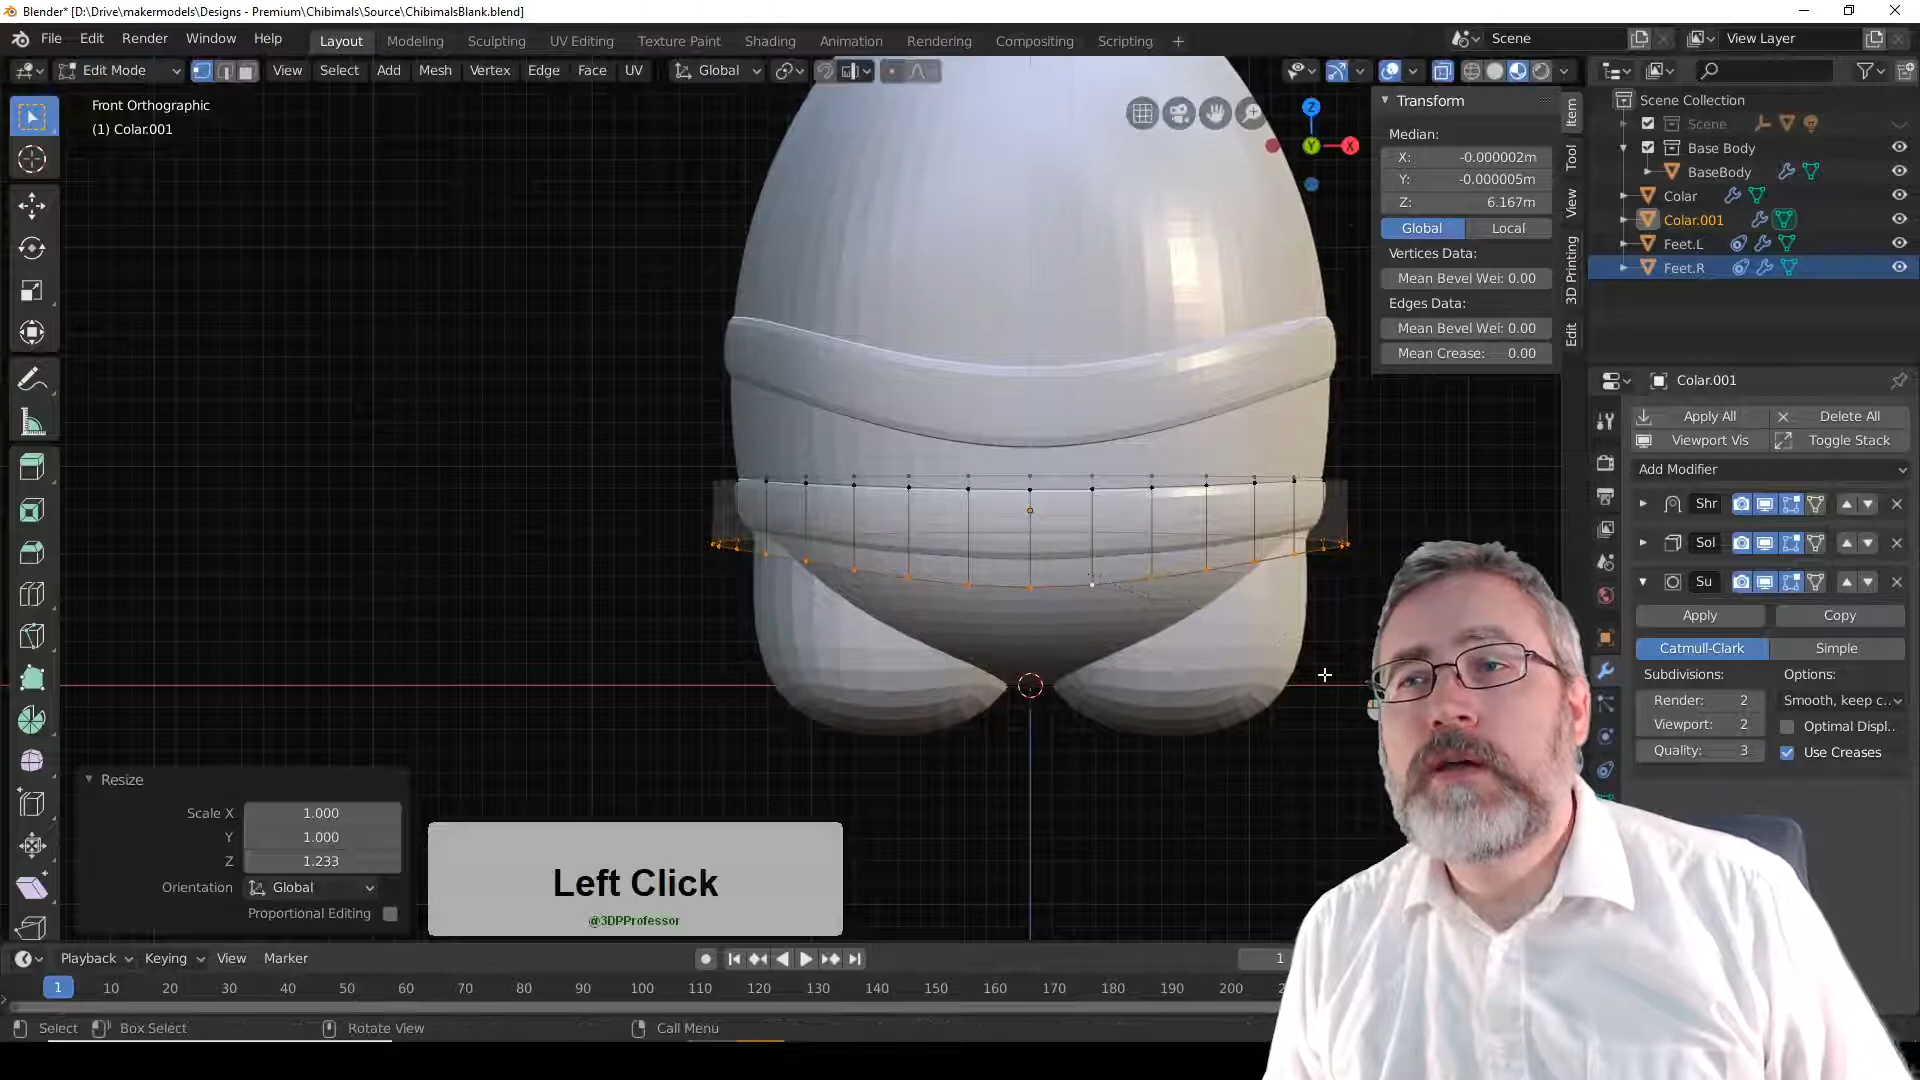 Blender* [D:\Drive\makermodels\Designs - Premium\Chibimals\Source\ChibimalsBlank.blend]
File Edit Render Window Help
Layout Modeling Sculpting UV Editing Texture Paint Shading Animation Rendering Compositing Scripting +
Scene
View Layer
Edit Mode
View Select Add Mesh Vertex Edge Face UV
Global
Front Orthographic
(1) Colar.001
Z
Y
X
Transform
Median:
X: -0.000002m
Y: -0.000005m
Z: 6.167m
Global Local
Vertices Data:
Mean Bevel Wei: 0.00
Edges Data:
Mean Bevel Wei: 0.00
Mean Crease: 0.00
Item
Tool
View
3D Printing
Edit
Scene Collection
Scene
Base Body
BaseBody
Colar
Colar.001
Feet.L
Feet.R
Colar.001
Apply All Delete All
Viewport Vis Toggle Stack
Add Modifier
Shr
Sol
Su
Apply Copy
Catmull-Clark Simple
Subdivisions: Options:
Render: 2 Smooth, keep c..
Viewport: 2 Optimal Displ..
Quality: 3 Use Creases
Resize
Scale X 1.000
Y 1.000
Z 1.233
Orientation Global
Proportional Editing
Left Click
@3DPProfessor
Playback Keying View Marker
1
1 10 20 30 40 50 60 70 80 90 100 110 120 130 140 150 160 170 180 190 200
Select Box Select Rotate View Call Menu